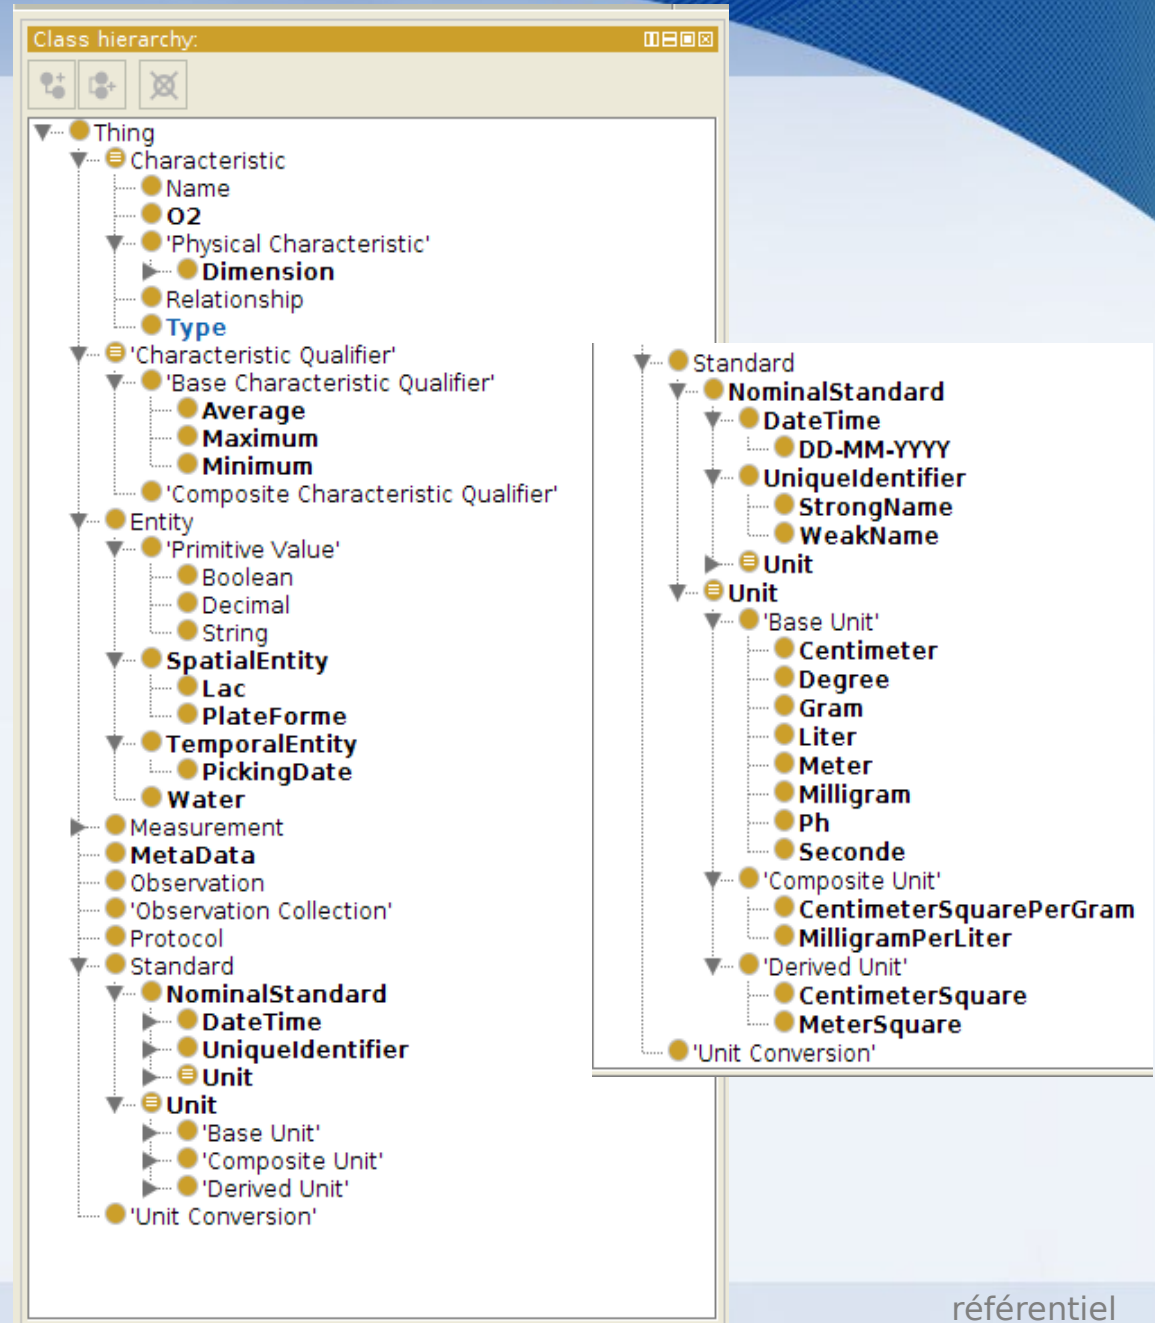 Class hierarchy:
Thing
Characteristic
Name
O2
'Physical Characteristic'
Dimension
Relationship
Type
'Characteristic Qualifier'
'Base Characteristic Qualifier'
Average
Maximum
Minimum
'Composite Characteristic Qualifier'
Entity
'Primitive Value'
Boolean
Decimal
String
SpatialEntity
Lac
PlateForme
TemporalEntity
PickingDate
Water
Measurement
MetaData
Observation
'Observation Collection'
Protocol
Standard
NominalStandard
DateTime
UniqueIdentifier
Unit
Unit
'Base Unit'
'Composite Unit'
'Derived Unit'
'Unit Conversion'
Standard
NominalStandard
DateTime
DD-MM-YYYY
UniqueIdentifier
StrongName
WeakName
Unit
Unit
'Base Unit'
Centimeter
Degree
Gram
Liter
Meter
Milligram
Ph
Seconde
'Composite Unit'
CentimeterSquarePerGram
MilligramPerLiter
'Derived Unit'
CentimeterSquare
MeterSquare
'Unit Conversion'
référentiel